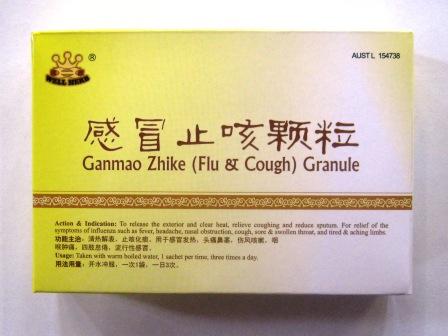 WELL HERB
®
AUST L 154738
感冒止咳颗粒
Ganmao Zhike (Flu & Cough) Granule
Action & Indication: To release the exterior and clear heat, relieve coughing and reduce sputum. For relief of the
symptoms of influenza such as fever, headache, nasal obstruction, cough, sore & swollen throat, and tired & aching limbs.
功能主治：清热解表，止咳化痰。用于感冒发热，头痛鼻塞，伤风咳嗽，咽
喉肿痛，四肢怠倦，流行性感冒。
Usage: Taken with warm boiled water, 1 sachet per time, three times a day.
用法用量：开水冲服，一次1袋，一日3次。